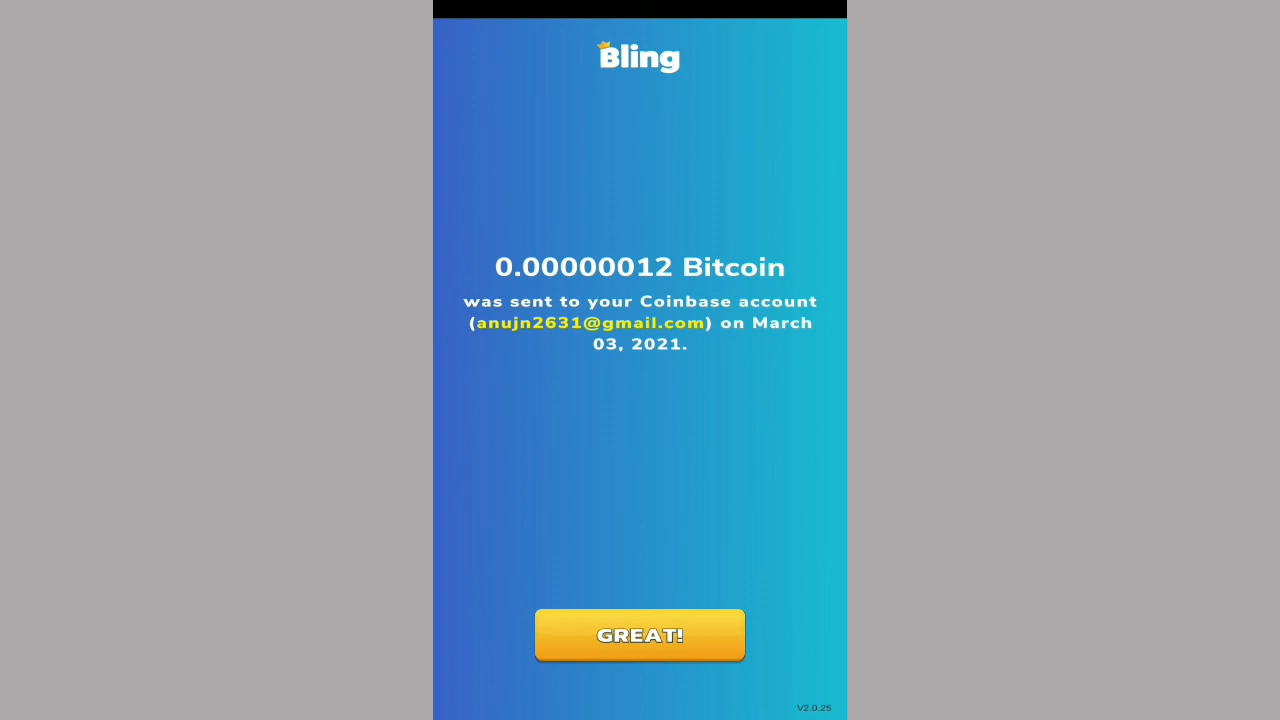 Bling
0.00000012 Bitcoin
was sent to your Coinbase account
(anujn2631@gmail.com) on March
03, 2021.
GREAT!
V2.0.25